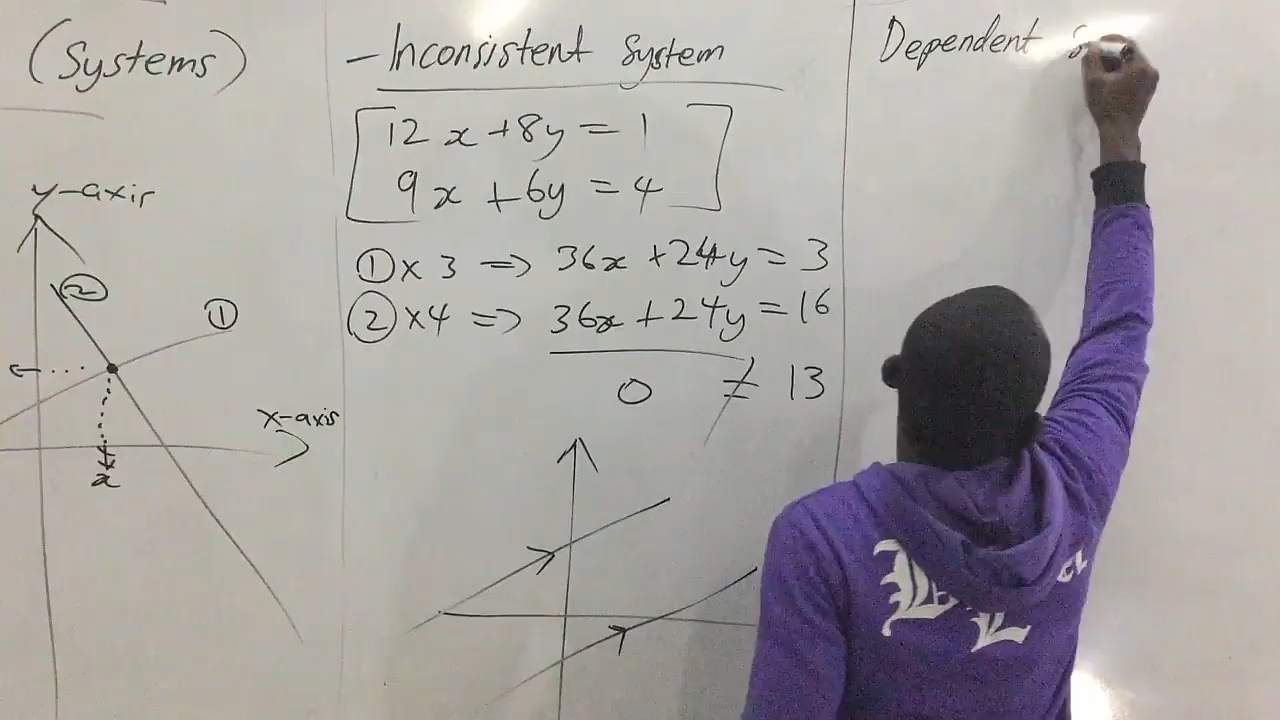 (Systems)
y-axis
②
①
x-axis
x
- Inconsistent System
12x+8y = 1
9x + 6y = 4
① x 3 => 36x + 24y = 3
② x4 => 36x + 24y = 16
0 ≠ 13
Dependent